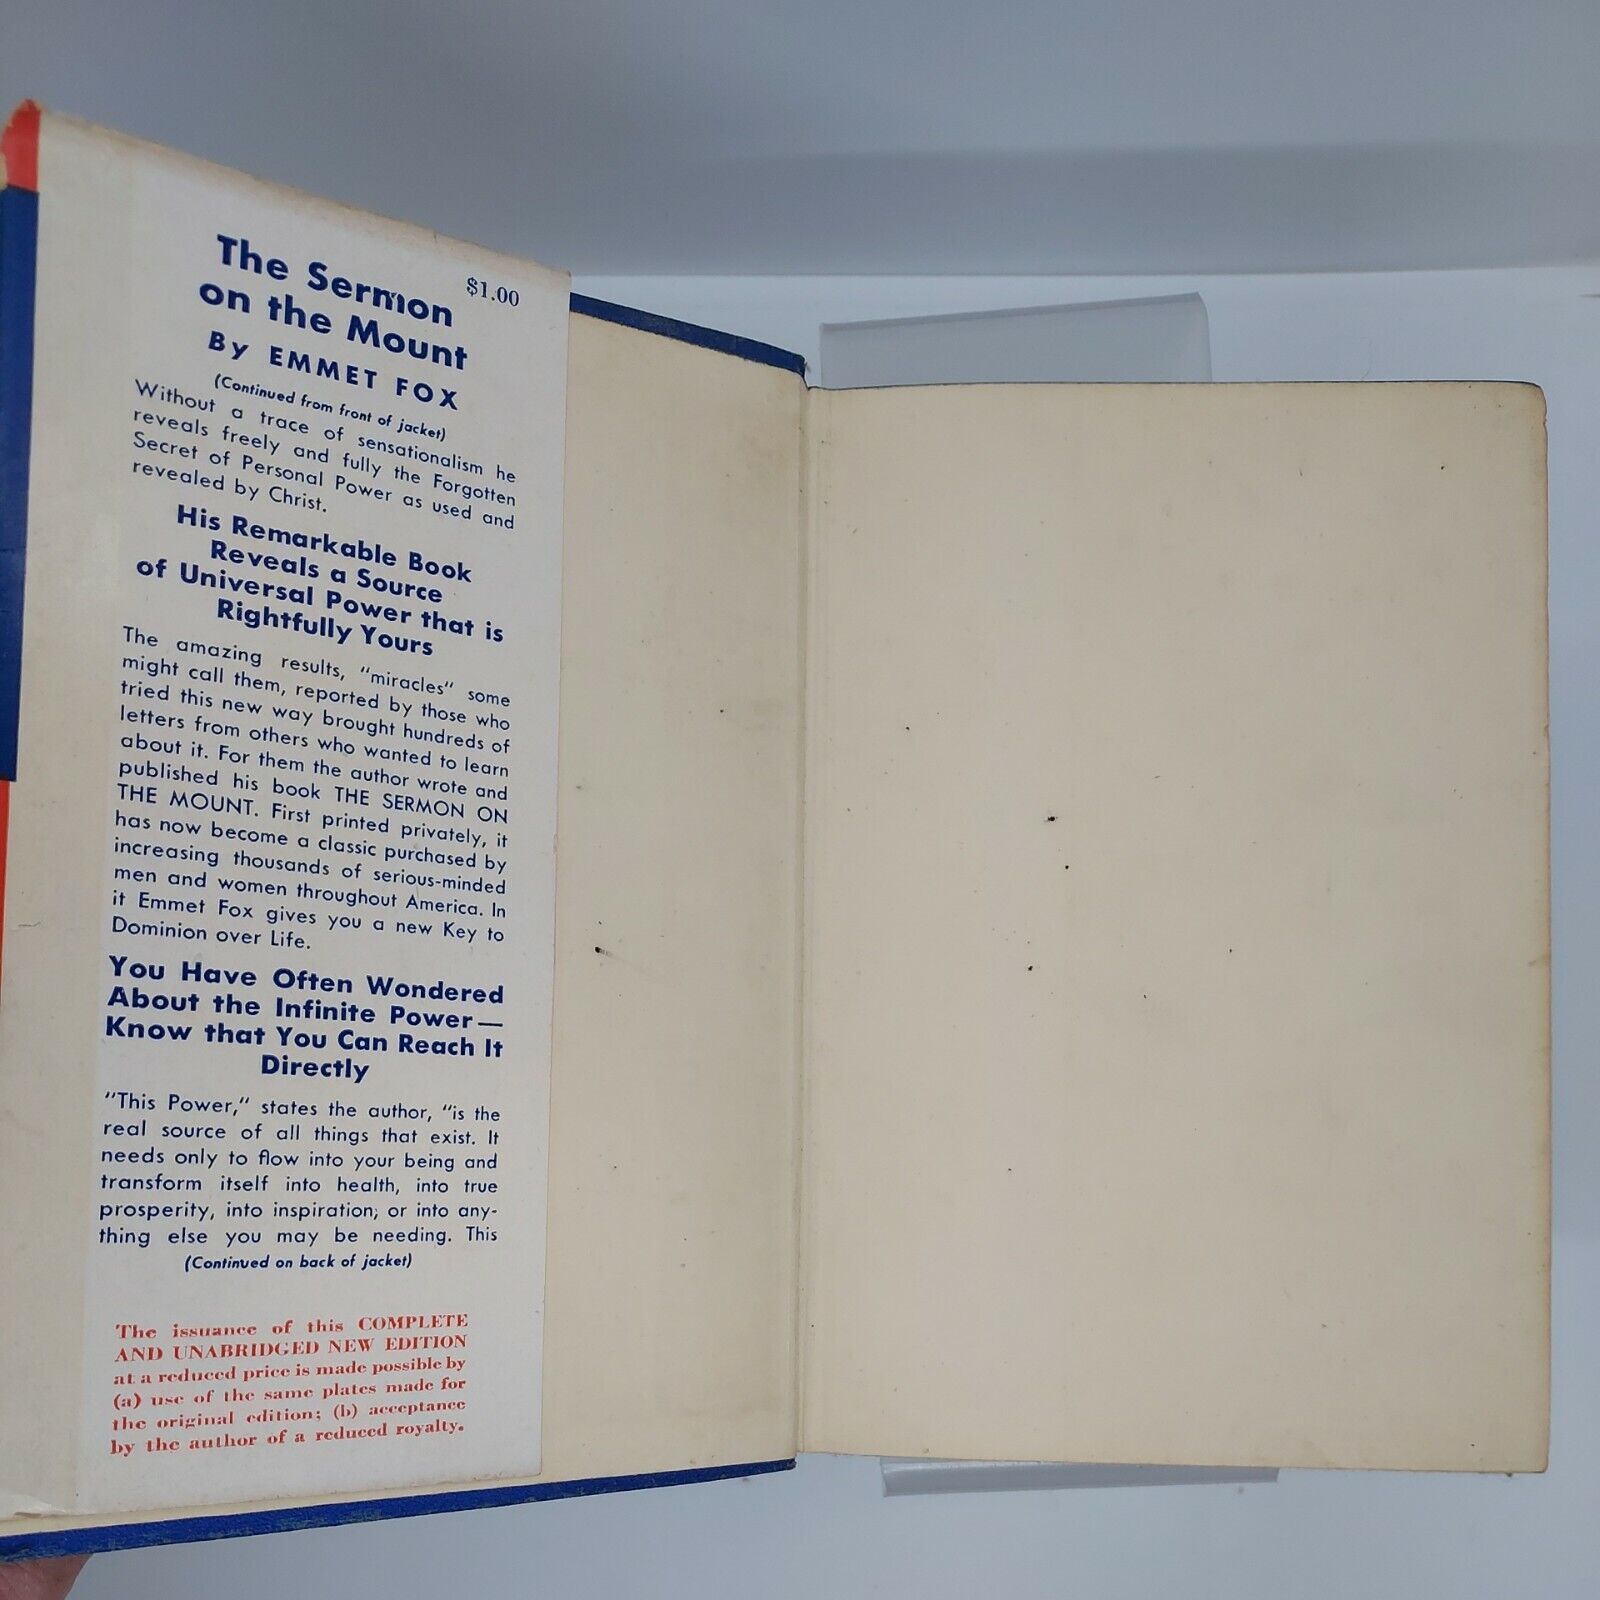 The Sermon
on the Mount
$1.00
By EMMET FOX
(Continued from front of jacket)
Without a trace of sensationalism he
reveals freely and fully the Forgotten
Secret of Personal Power as used and
revealed by Christ.
His Remarkable Book
Reveals a Source
of Universal Power that is
Rightfully Yours
The amazing results, "miracles" some
might call them, reported by those who
tried this new way brought hundreds of
letters from others who wanted to learn
about it. For them the author wrote and
published his book THE SERMON ON
THE MOUNT. First printed privately, it
has now become a classic purchased by
increasing thousands of serious-minded
men and women throughout America. In
it Emmet Fox gives you a new Key to
Dominion over Life.
You Have Often Wondered
About the Infinite Power—
Know that You Can Reach It
Directly
"This Power," states the author, "is the
real source of all things that exist. It
needs only to flow into your being and
transform itself into health, into true
prosperity, into inspiration; or into any-
thing else you may be needing. This
(Continued on back of jacket)
The issuance of this COMPLETE
AND UNABRIDGED NEW EDITION
at a reduced price is made possible by
(a) use of the same plates made for
the original edition; (b) acceptance
by the author of a reduced royalty.